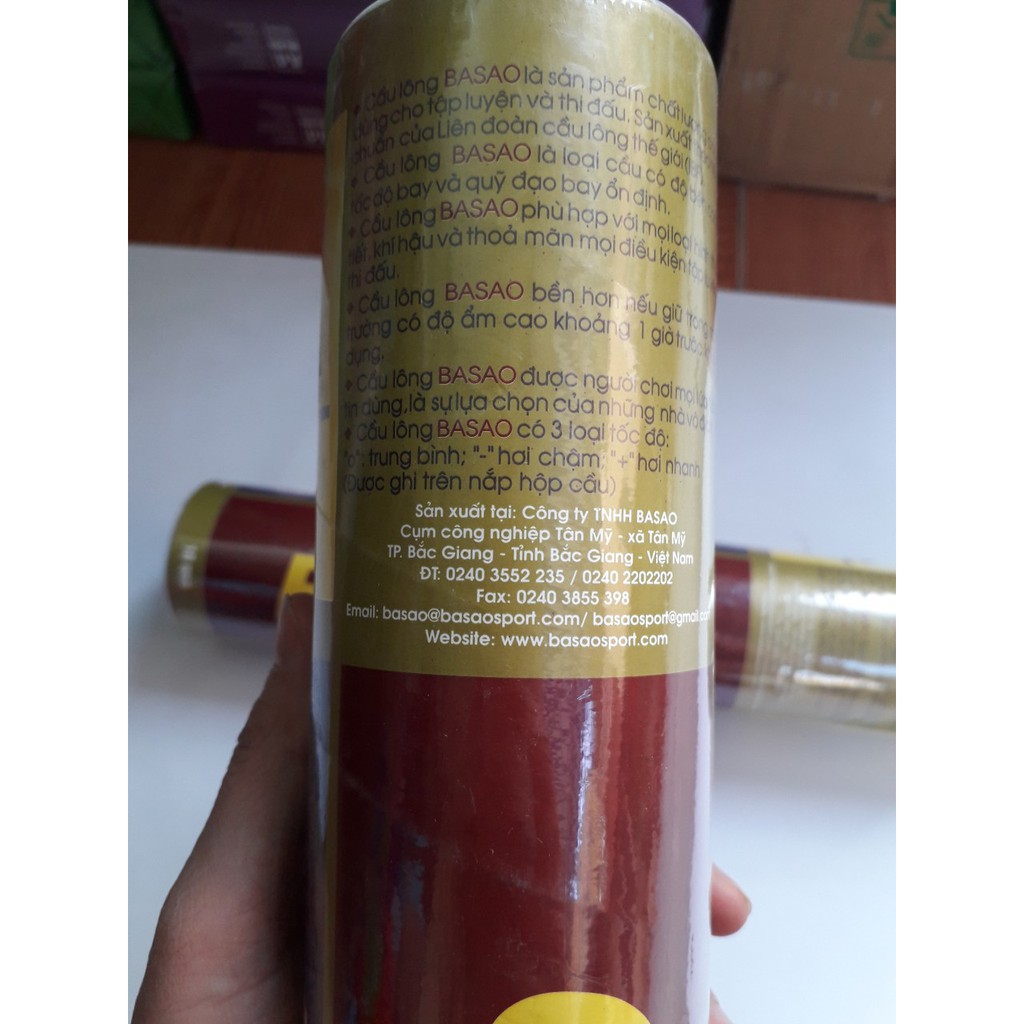 + Cầu lông BASAO là sản phẩm chất
dùng cho tập luyện và thi đấu. Sản xuất
chuẩn của Liên đoàn cầu lông thế giới
+ Cầu lông BASAO là loại cầu có độ
tốc độ bay và quỹ đạo bay ổn định.
+ Cầu lông BASAO phù hợp với mọi loại
tiết, khí hậu và thoả mãn mọi điều kiện
thi đấu.
+ Cầu lông BASAO bền hơn nếu giữ trong
trường có độ ẩm cao khoảng 1 giờ
dụng.
+ Cầu lông BASAO được người chơi mọi
tin dùng, là sự lựa chọn của những nhà
+ Cầu lông BASAO có 3 loại tốc độ:
"o": trung bình; "-" hơi chậm; "+" hơi nhanh
(Được ghi trên nắp hộp cầu)
Sản xuất tại: Công ty TNHH BASAO
Cụm công nghiệp Tân Mỹ - xã Tân Mỹ
TP. Bắc Giang - Tỉnh Bắc Giang - Việt Nam
ĐT: 0240 3552 235 / 0240 2202202
Fax: 0240 3855 398
Email: basao@basaosport.com/ basaosport@gmail.com
Website: www.basaosport.com